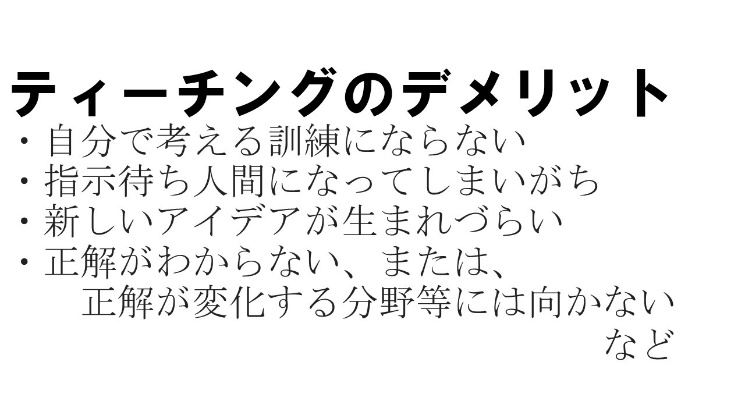 ティーチングのデメリット
・自分で考える訓練にならない
・指示待ち人間になってしまいがち
・新しいアイデアが生まれづらい
・正解がわからない、または、
正解が変化する分野等には向かない
など